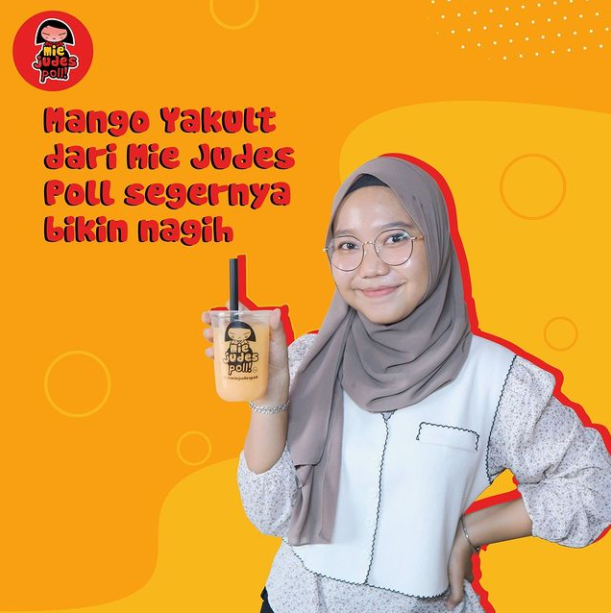 mie
judes
poll!
Mango Yakult
dari Mie Judes
Poll segernya
bikin nagih
mie
judes
poll!